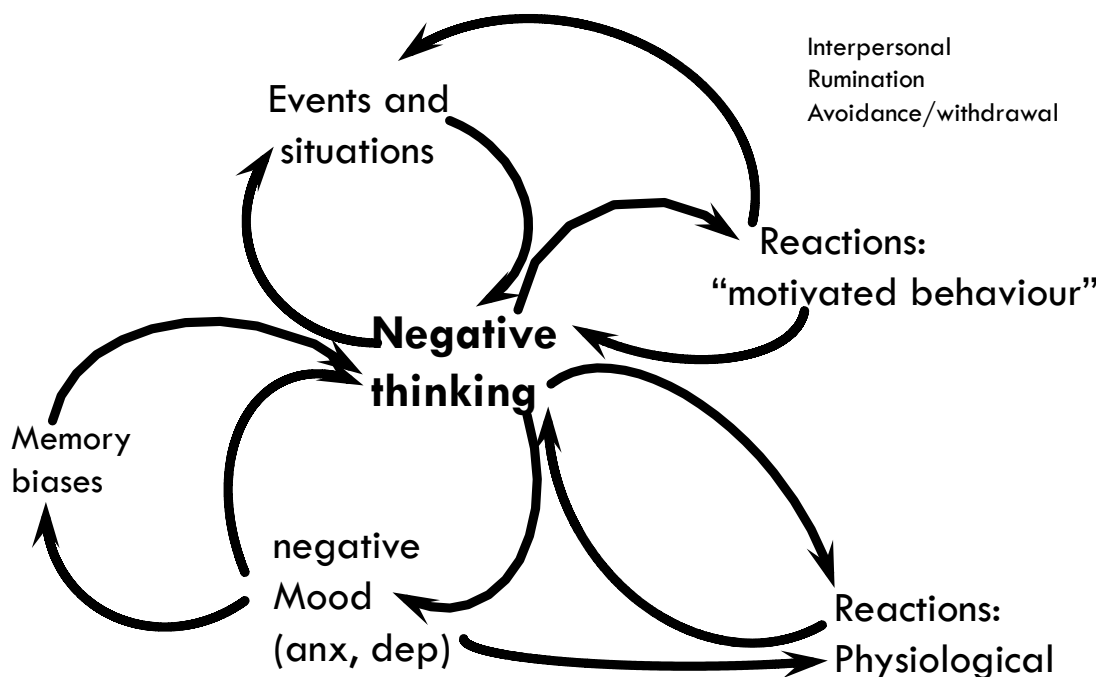 Interpersonal
Rumination
Avoidance/withdrawal
Events and
situations
Reactions:
“motivated behaviour”
Negative
thinking
Memory
biases
negative
Mood
(anx, dep)
Reactions:
Physiological